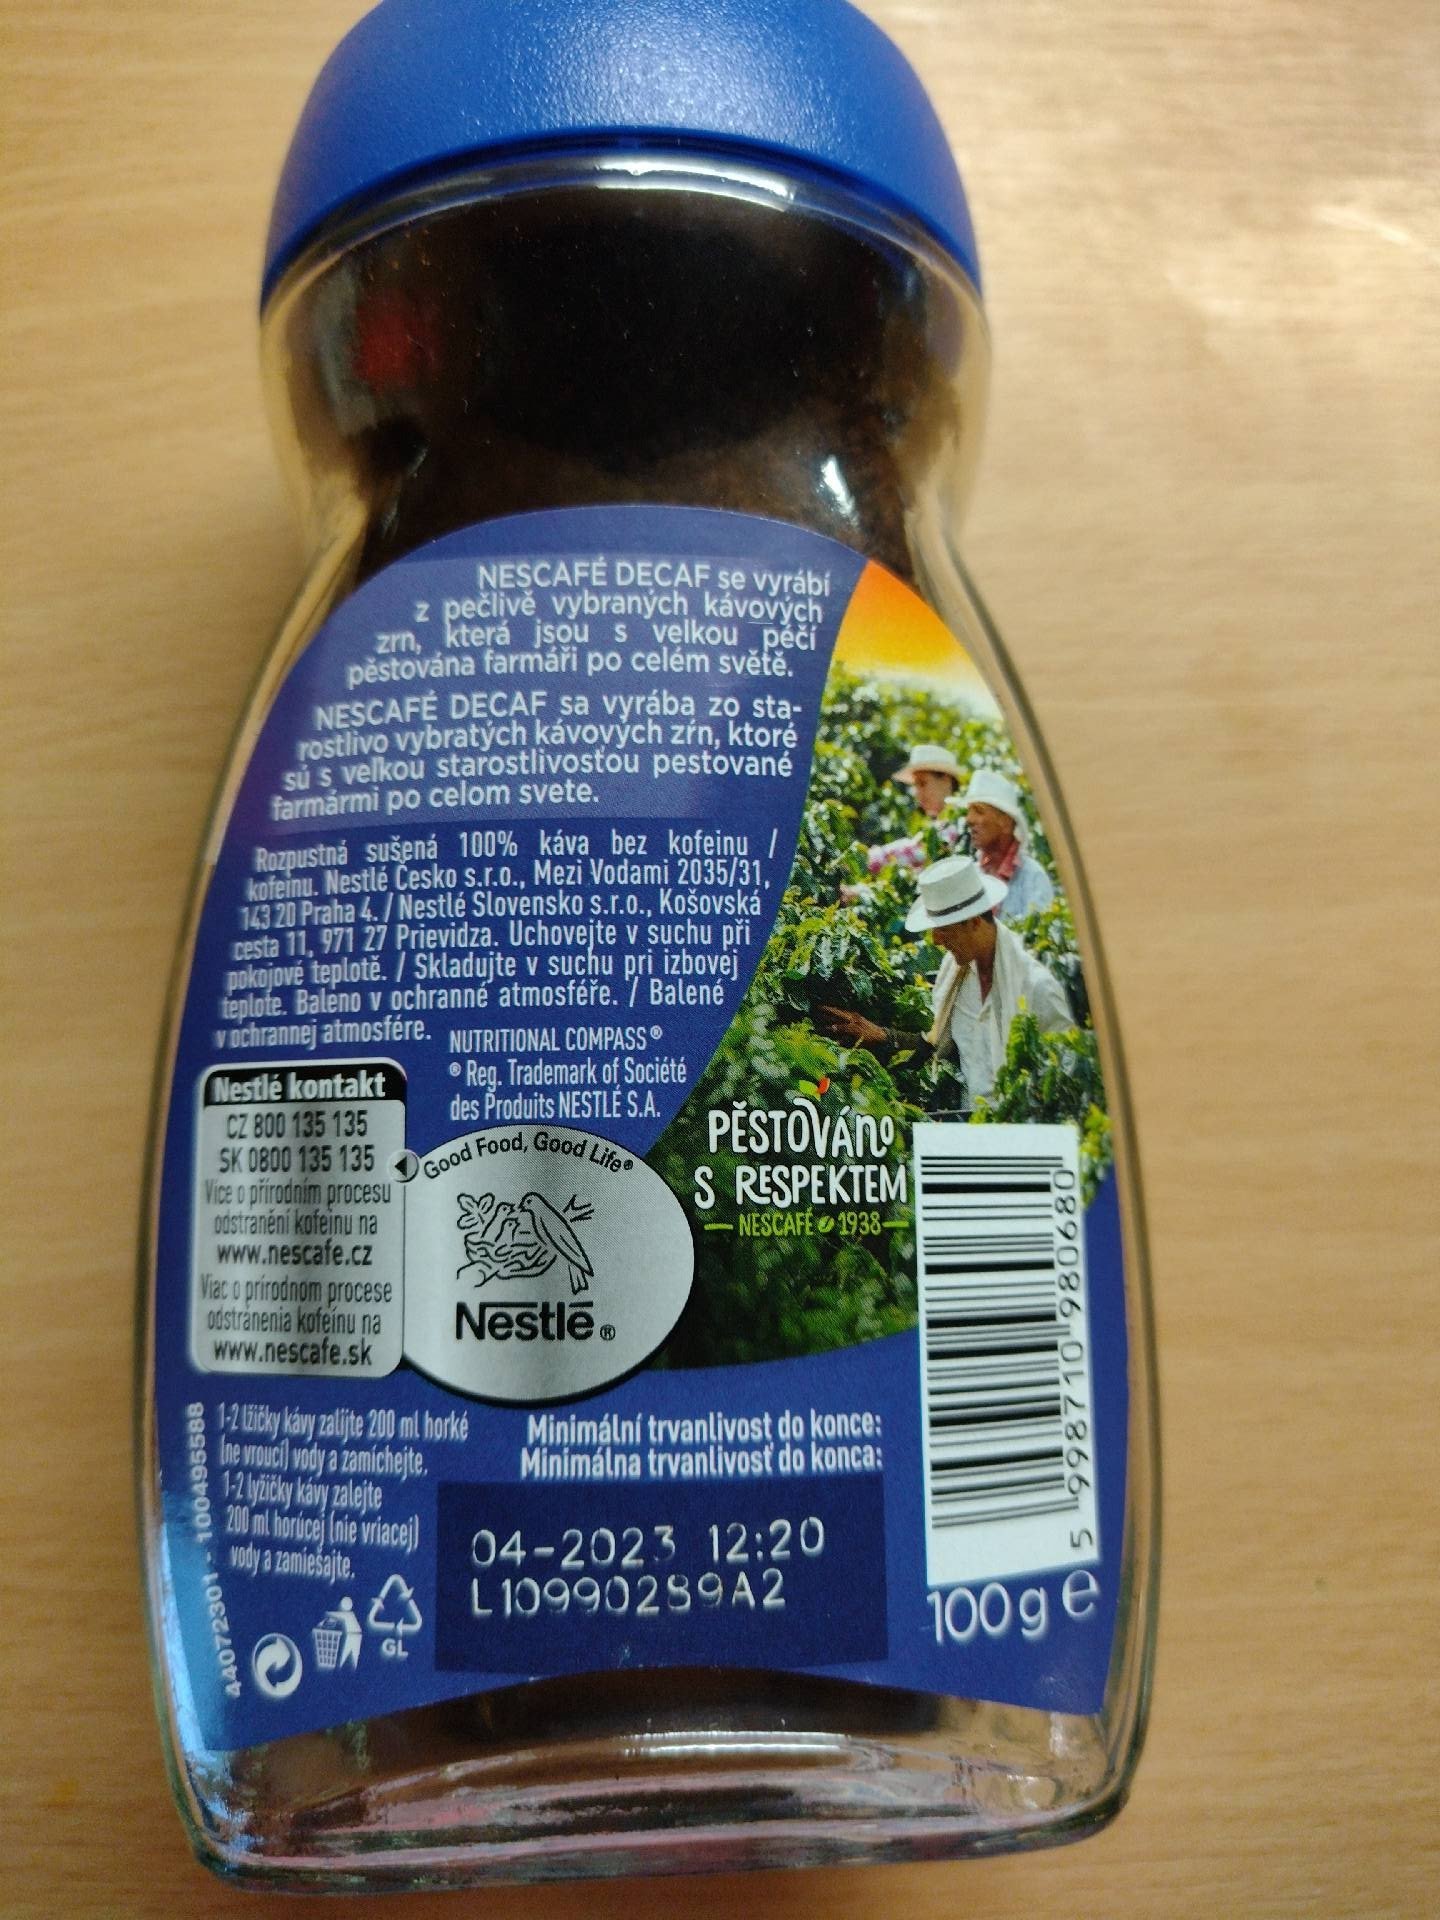 NESCAFÉ DECAF se vyrábí
z pečlivě vybraných kávových
zrn, která jsou s velkou péčí
pěstována farmáři po celém světě.
NESCAFÉ DECAF sa vyrába zo sta-
rostlivo vybratých kávových zŕn, ktoré
sú s veľkou starostlivosťou pestované
farmármi po celom svete.
Rozpustná sušená 100% káva bez kofeinu /
kofeínu. Nestlé Česko s.r.o., Mezi Vodami 2035/31,
143 20 Praha 4. / Nestlé Slovensko s.r.o., Košovská
cesta 11, 971 27 Prievidza. Uchovejte v suchu při
pokojové teplotě. / Skladujte v suchu pri izbovej
teplote. Baleno v ochranné atmosféře. / Balené
v ochrannej atmosfére.
NUTRITIONAL COMPASS®
® Reg. Trademark of Société
des Produits NESTLÉ S.A.
Nestlé kontakt
CZ 800 135 135
SK 0800 135 135
Více o přírodním procesu
odstranění kofeinu na
www.nescafe.cz
Viac o prírodnom procese
odstránenia kofeínu na
www.nescafe.sk
Good Food, Good Life®
Nestlé®
PĚSTOVÁNO
S RESPEKTEM
NESCAFÉ 1938
1-2 lžičky kávy zalijte 200 ml horké
(ne vroucí) vody a zamíchejte.
1-2 lyžičky kávy zalejte
200 ml horúcej (nie vriacej)
vody a zamiešajte.
Minimální trvanlivost do konce:
Minimálna trvanlivosť do konca:
04-2023 12:20
L10990289A2
44072301 - 100495588
GL
5 998710 980680
100 g e